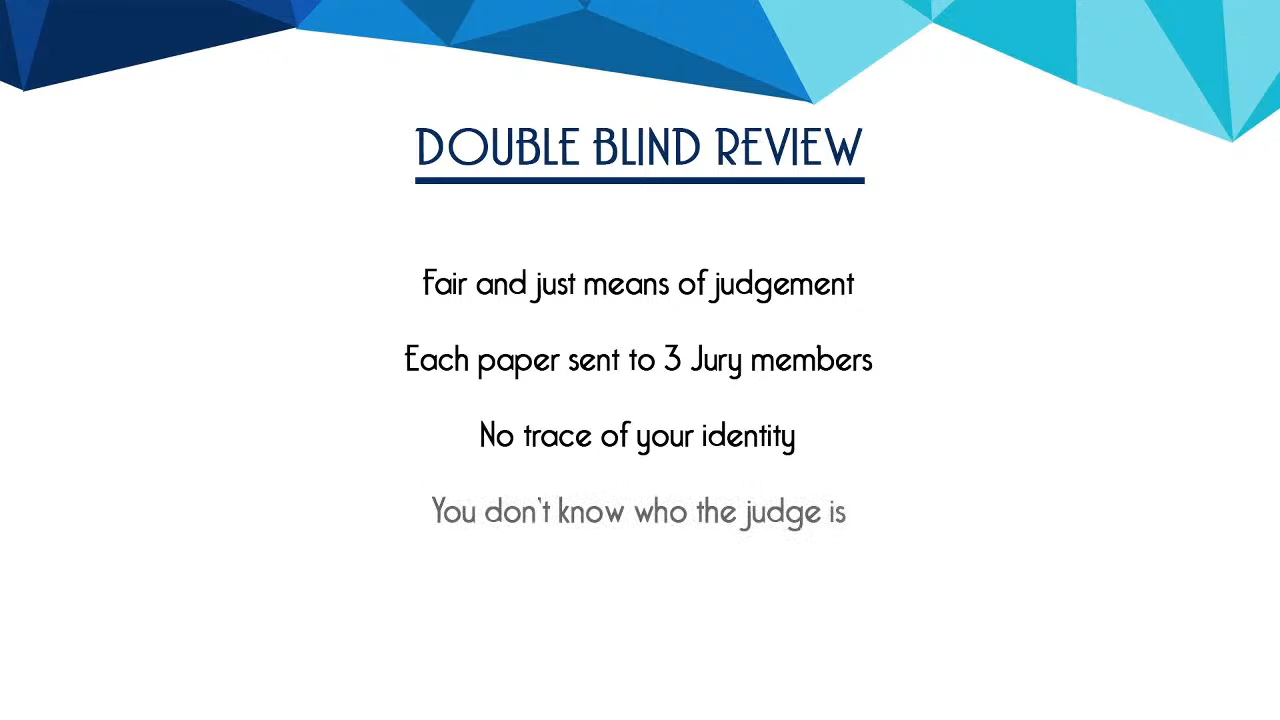 DOUBLE BLIND REVIEW
Fair and just means of judgement
Each paper sent to 3 Jury members
No trace of your identity
You don't know who the judge is